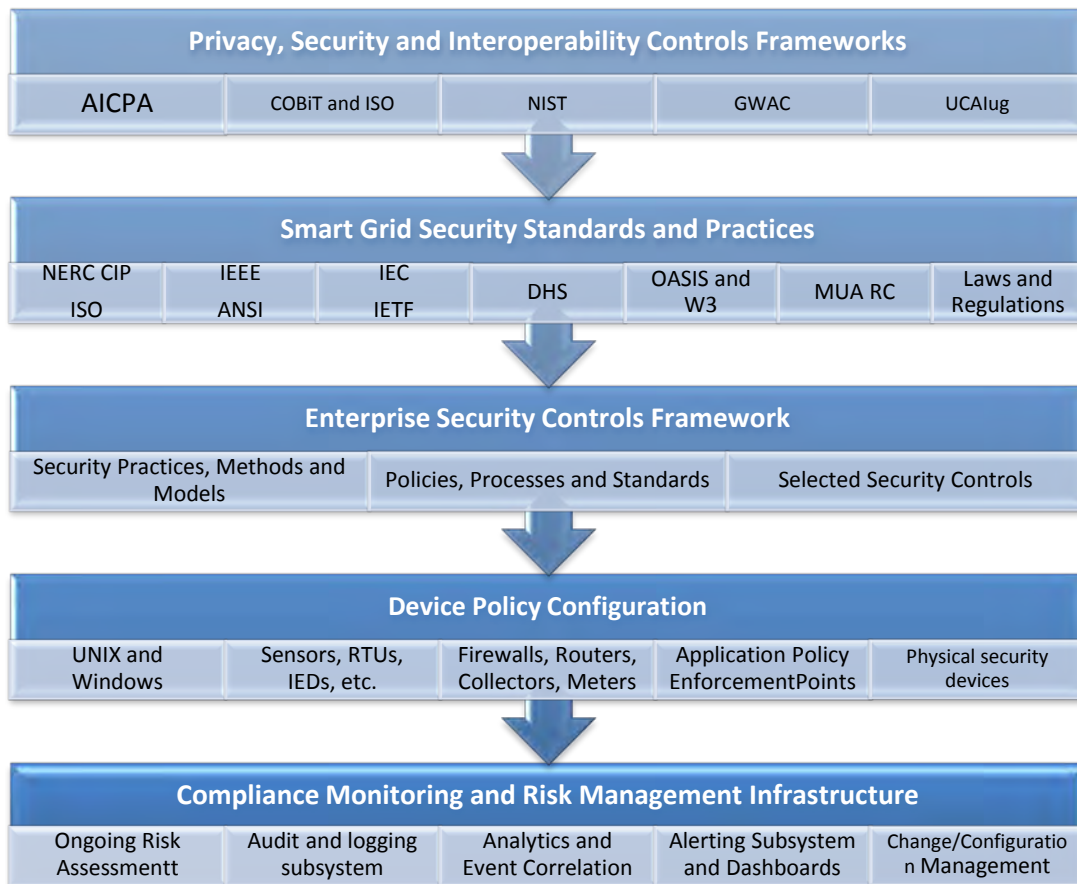 Privacy, Security and Interoperability Controls Frameworks
AICPA
COBiT and ISO
NIST
GWAC
UCAIug
Smart Grid Security Standards and Practices
NERC CIP
ISO
IEEE
ANSI
IEC
IETF
DHS
OASIS and
W3
MUA RC
Laws and
Regulations
Enterprise Security Controls Framework
Security Practices, Methods and
Models
Policies, Processes and Standards
Selected Security Controls
Device Policy Configuration
UNIX and
Windows
Sensors, RTUs,
IEDs, etc.
Firewalls, Routers,
Collectors, Meters
Application Policy
EnforcementPoints
Physical security
devices
Compliance Monitoring and Risk Management Infrastructure
Ongoing Risk
Assessmentt
Audit and logging
subsystem
Analytics and
Event Correlation
Alerting Subsystem
and Dashboards
Change/Configuratio
n Management